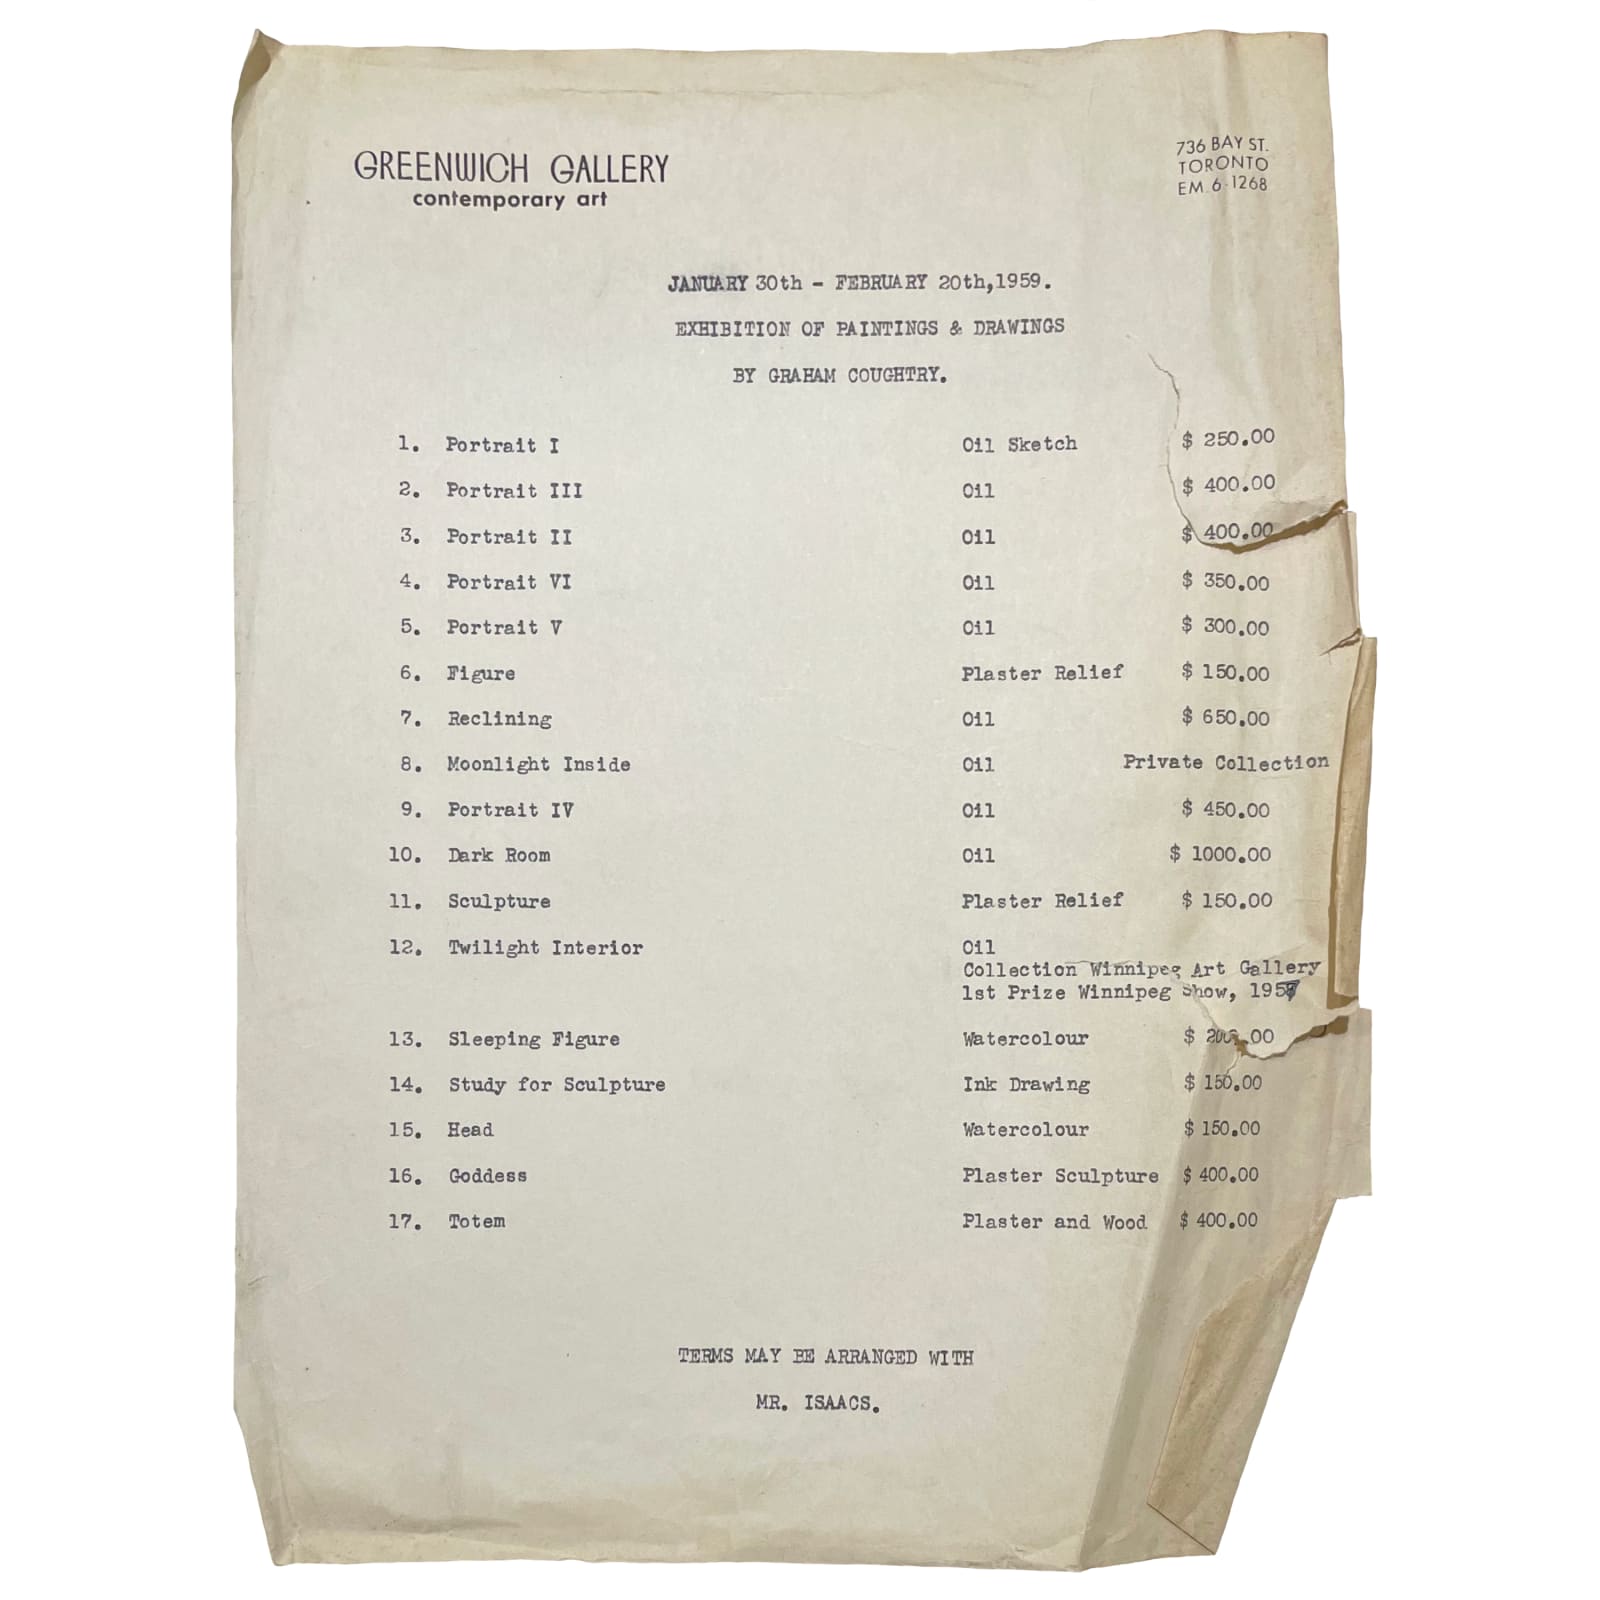 GREENWICH GALLERY
contemporary art
736 BAY ST.
TORONTO
EM. 6-1268
JANUARY 30th - FEBRUARY 20th,1959.
EXHIBITION OF PAINTINGS & DRAWINGS
BY GRAHAM COUGHTRY.
1. Portrait I Oil Sketch $ 250.00
2. Portrait III Oil $ 400.00
3. Portrait II Oil $ 400.00
4. Portrait VI Oil $ 350.00
5. Portrait V Oil $ 300.00
6. Figure Plaster Relief $ 150.00
7. Reclining Oil $ 650.00
8. Moonlight Inside Oil Private Collection
9. Portrait IV Oil $ 450.00
10. Dark Room Oil $ 1000.00
11. Sculpture Plaster Relief $ 150.00
12. Twilight Interior Oil
Collection Winnipeg Art Gallery
1st Prize Winnipeg Show, 1957
13. Sleeping Figure Watercolour $ 200.00
14. Study for Sculpture Ink Drawing $ 150.00
15. Head Watercolour $ 150.00
16. Goddess Plaster Sculpture $ 400.00
17. Totem Plaster and Wood $ 400.00
TERMS MAY BE ARRANGED WITH
MR. ISAACS.